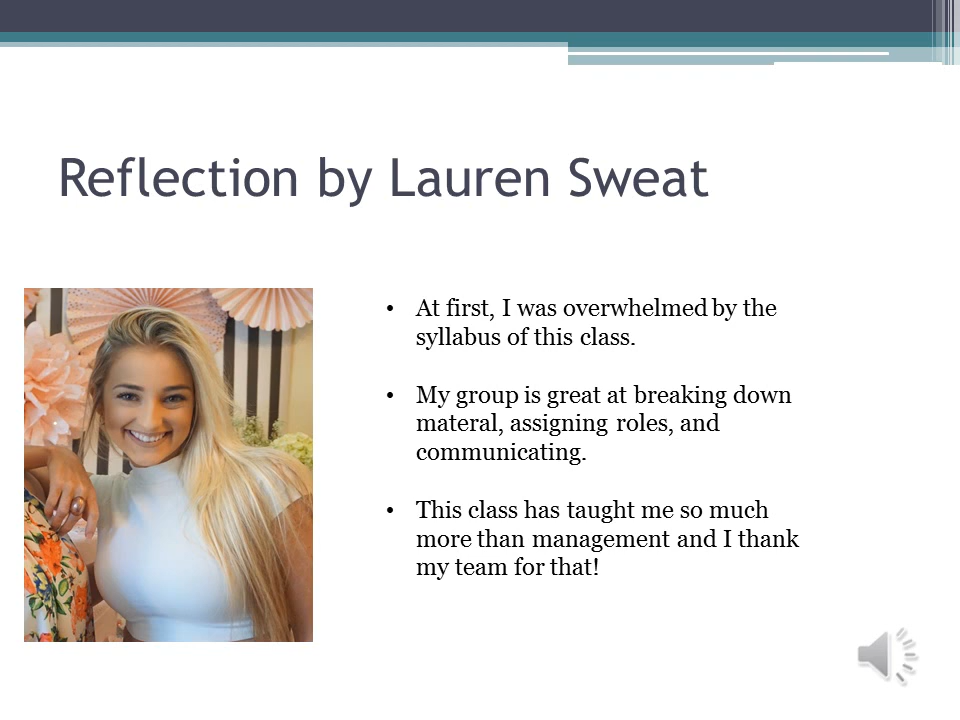 Reflection by Lauren Sweat
• At first, I was overwhelmed by the
syllabus of this class.
• My group is great at breaking down
materal, assigning roles, and
communicating.
• This class has taught me so much
more than management and I thank
my team for that!